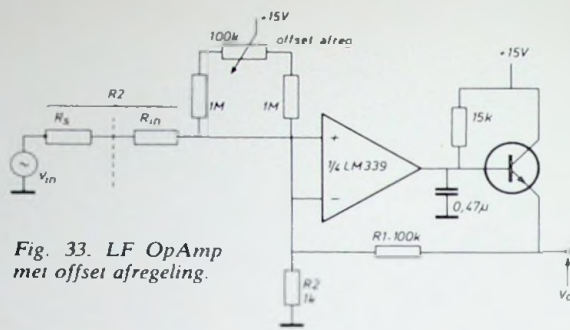 +15V
100k
offset afreg
R2
1M
1M
+15V
Rs
Rin
15k
+
1/4 LM339
Vin
−
0,47µ
R1-100k
Fig. 33. LF OpAmp
met offset afregeling.
R2
1k